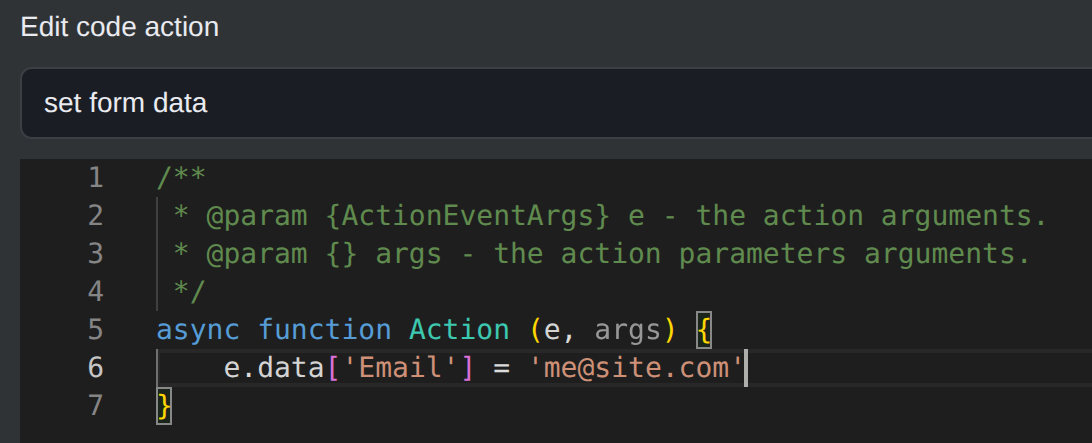 Edit code action
set form data
1 /**
2  * @param {ActionEventArgs} e - the action arguments.
3  * @param {} args - the action parameters arguments.
4  */
5 async function Action (e, args) {
6     e.data['Email'] = 'me@site.com'
7 }